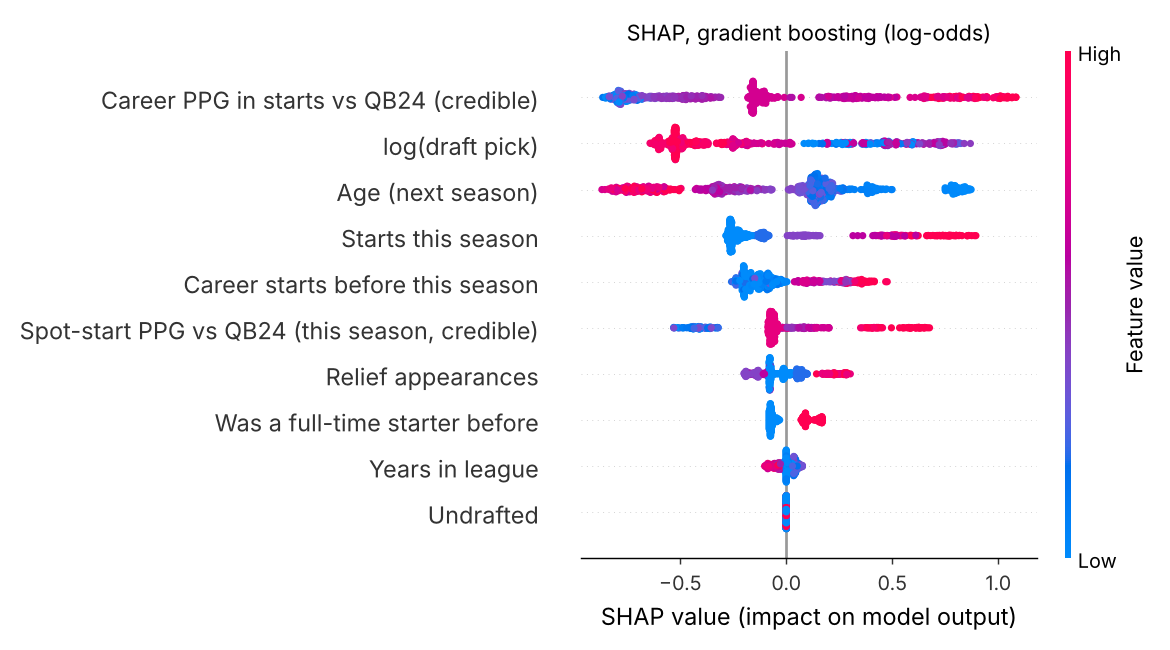 SHAP, gradient boosting (log-odds)
High
Career PPG in starts vs QB24 (credible)
log(draft pick)
Age (next season)
Starts this season
Career starts before this season
Spot-start PPG vs QB24 (this season, credible)
Relief appearances
Was a full-time starter before
Years in league
Undrafted
Feature value
Low
−0.5 0.0 0.5 1.0
SHAP value (impact on model output)